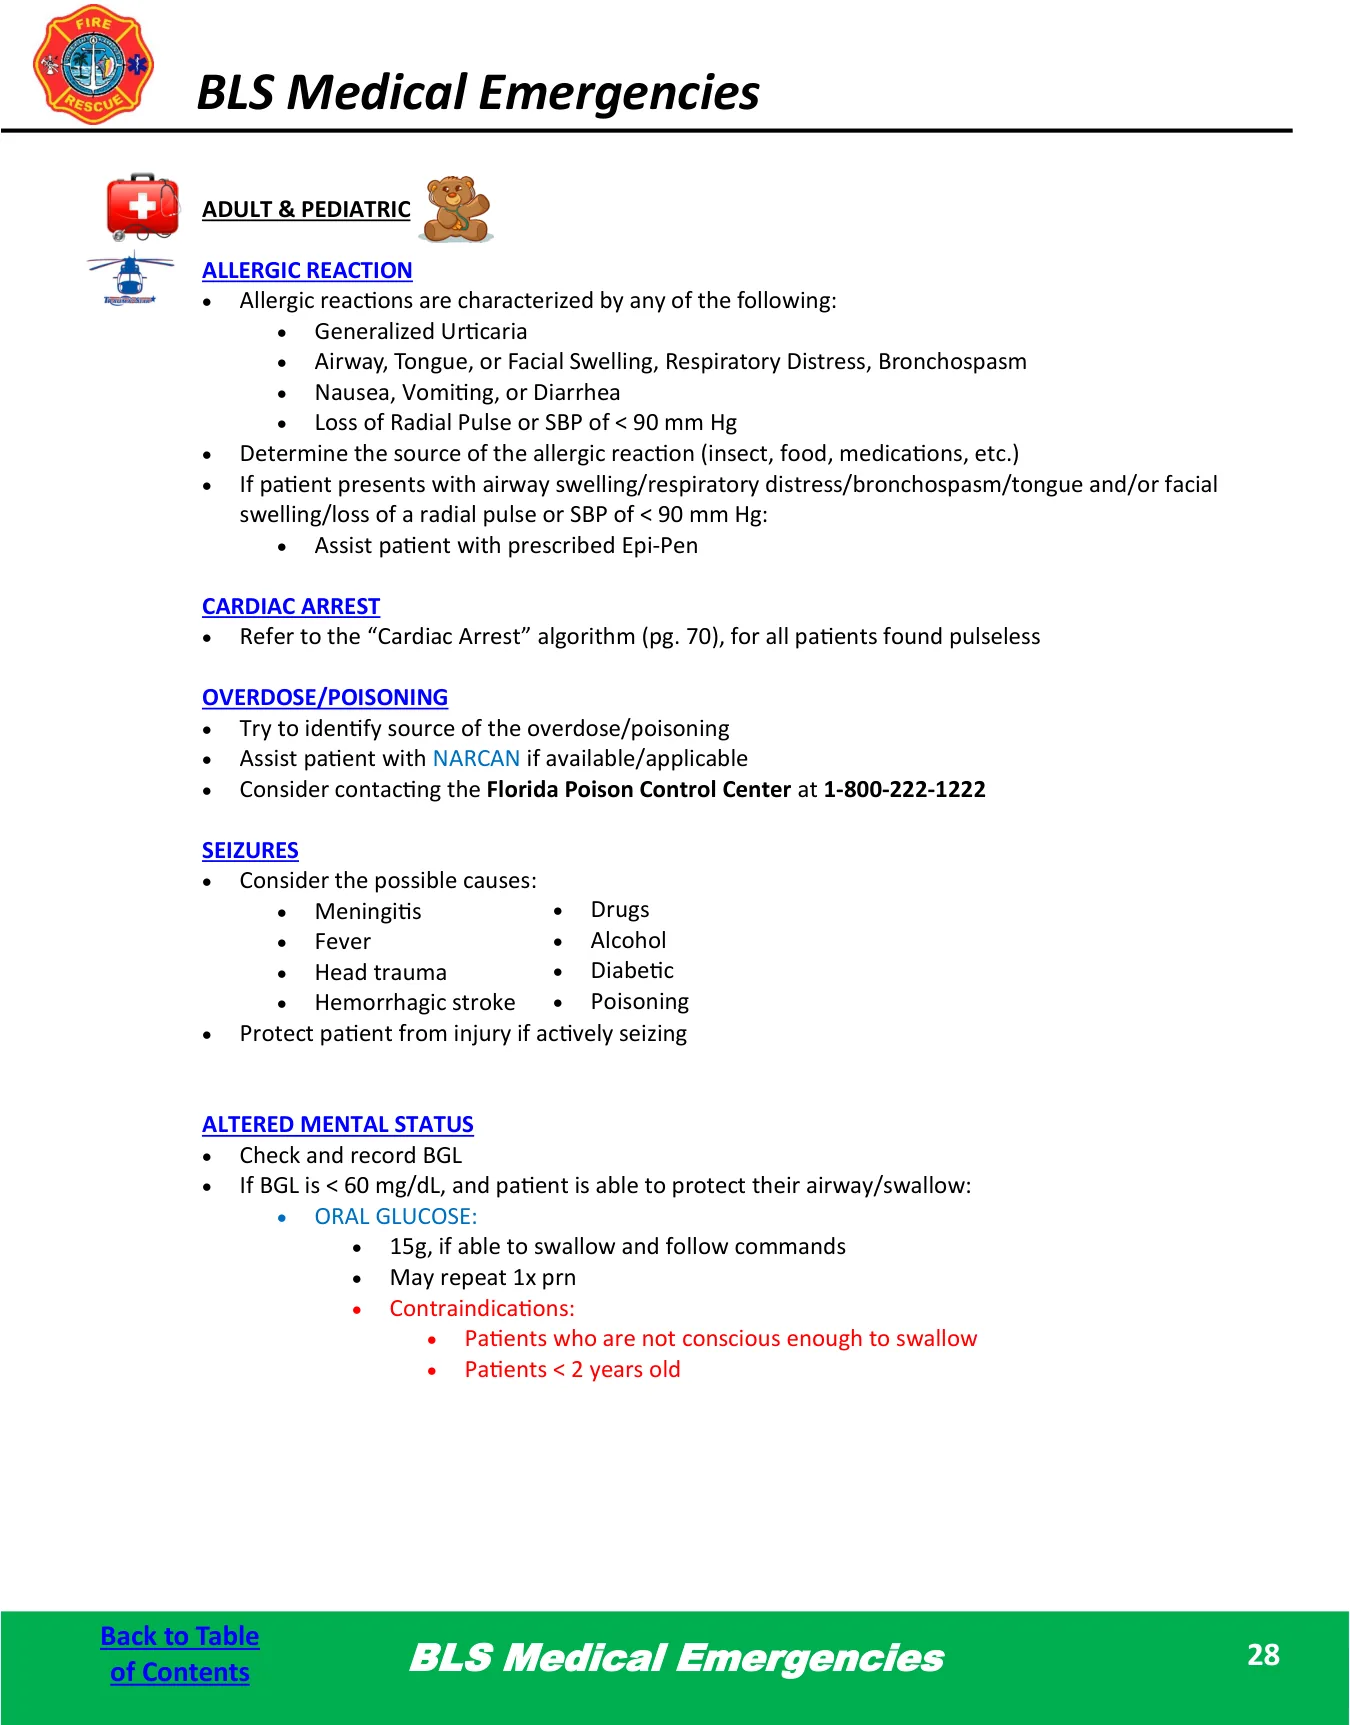 FIRE
RESCUE
BLS Medical Emergencies
ADULT & PEDIATRIC
ALLERGIC REACTION
• Allergic reactions are characterized by any of the following:
• Generalized Urticaria
• Airway, Tongue, or Facial Swelling, Respiratory Distress, Bronchospasm
• Nausea, Vomiting, or Diarrhea
• Loss of Radial Pulse or SBP of < 90 mm Hg
• Determine the source of the allergic reaction (insect, food, medications, etc.)
• If patient presents with airway swelling/respiratory distress/bronchospasm/tongue and/or facial
swelling/loss of a radial pulse or SBP of < 90 mm Hg:
• Assist patient with prescribed Epi-Pen
CARDIAC ARREST
• Refer to the “Cardiac Arrest” algorithm (pg. 70), for all patients found pulseless
OVERDOSE/POISONING
• Try to identify source of the overdose/poisoning
• Assist patient with NARCAN if available/applicable
• Consider contacting the Florida Poison Control Center at 1-800-222-1222
SEIZURES
• Consider the possible causes:
• Meningitis
• Fever
• Head trauma
• Hemorrhagic stroke
• Drugs
• Alcohol
• Diabetic
• Poisoning
• Protect patient from injury if actively seizing
ALTERED MENTAL STATUS
• Check and record BGL
• If BGL is < 60 mg/dL, and patient is able to protect their airway/swallow:
• ORAL GLUCOSE:
• 15g, if able to swallow and follow commands
• May repeat 1x prn
• Contraindications:
• Patients who are not conscious enough to swallow
• Patients < 2 years old
Back to Table
of Contents
BLS Medical Emergencies
28